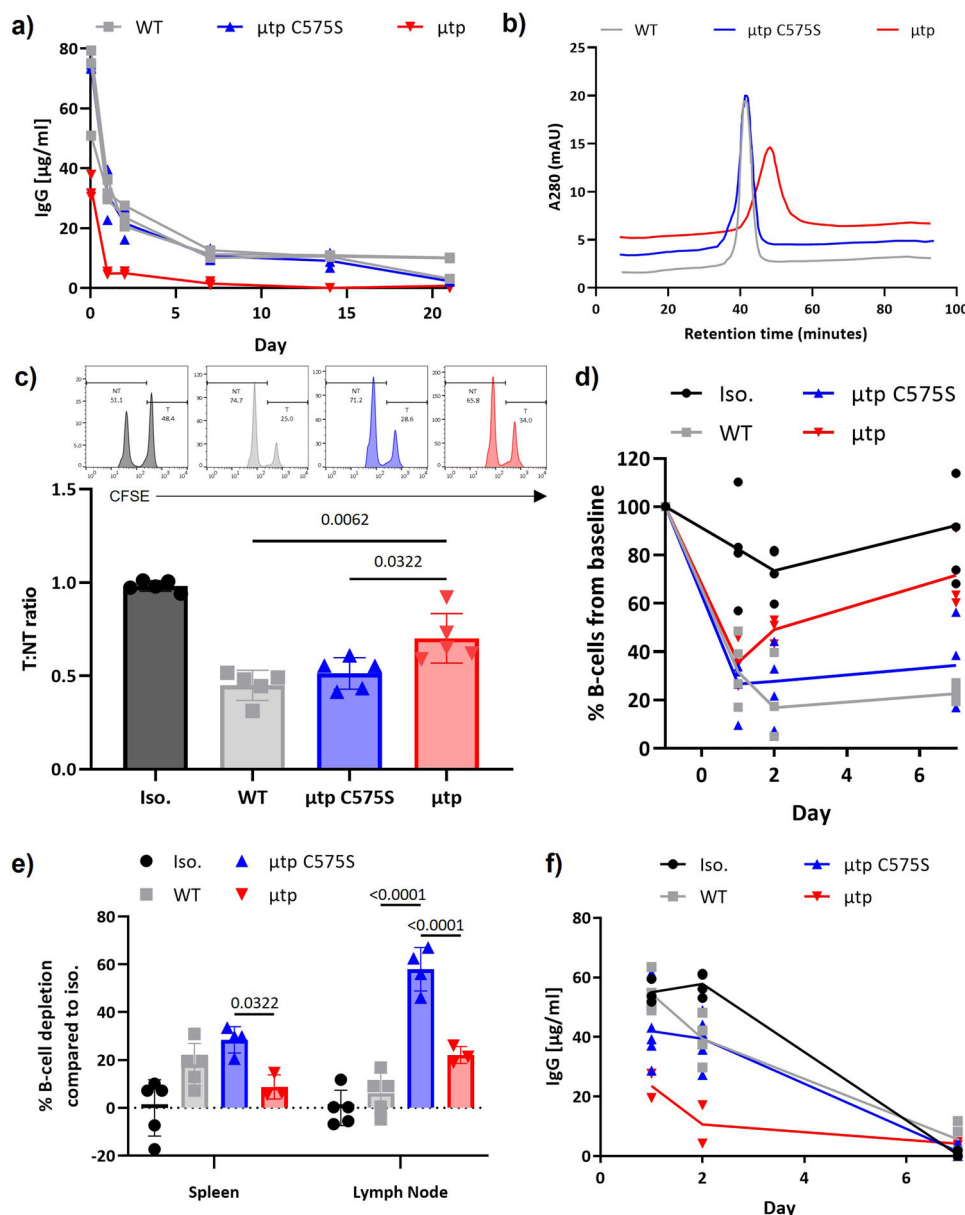 a)
WT μtp C575S μtp
80
60
40
20
0
IgG [μg/ml]
0 5 10 15 20
Day
b)
WT μtp C575S μtp
20
15
10
5
0
A280 (mAU)
0 20 40 60 80 100
Retention time (minutes)
c)
NT
51.1
T
48.4
NT
74.7
T
25.0
NT
71.2
T
28.6
NT
65.8
T
34.0
CFSE
0.0062
0.0322
1.5
1.0
0.5
0.0
T:NT ratio
Iso. WT μtp C575S μtp
d)
Iso. μtp C575S
WT μtp
120
100
80
60
40
20
0
% B-cells from baseline
0 2 4 6
Day
e)
Iso. μtp C575S
WT μtp
<0.0001
<0.0001
0.0322
80
60
40
20
0
-20
% B-cell depletion
compared to iso.
Spleen Lymph Node
f)
Iso. μtp C575S
WT μtp
80
60
40
20
0
IgG [μg/ml]
0 2 4 6
Day